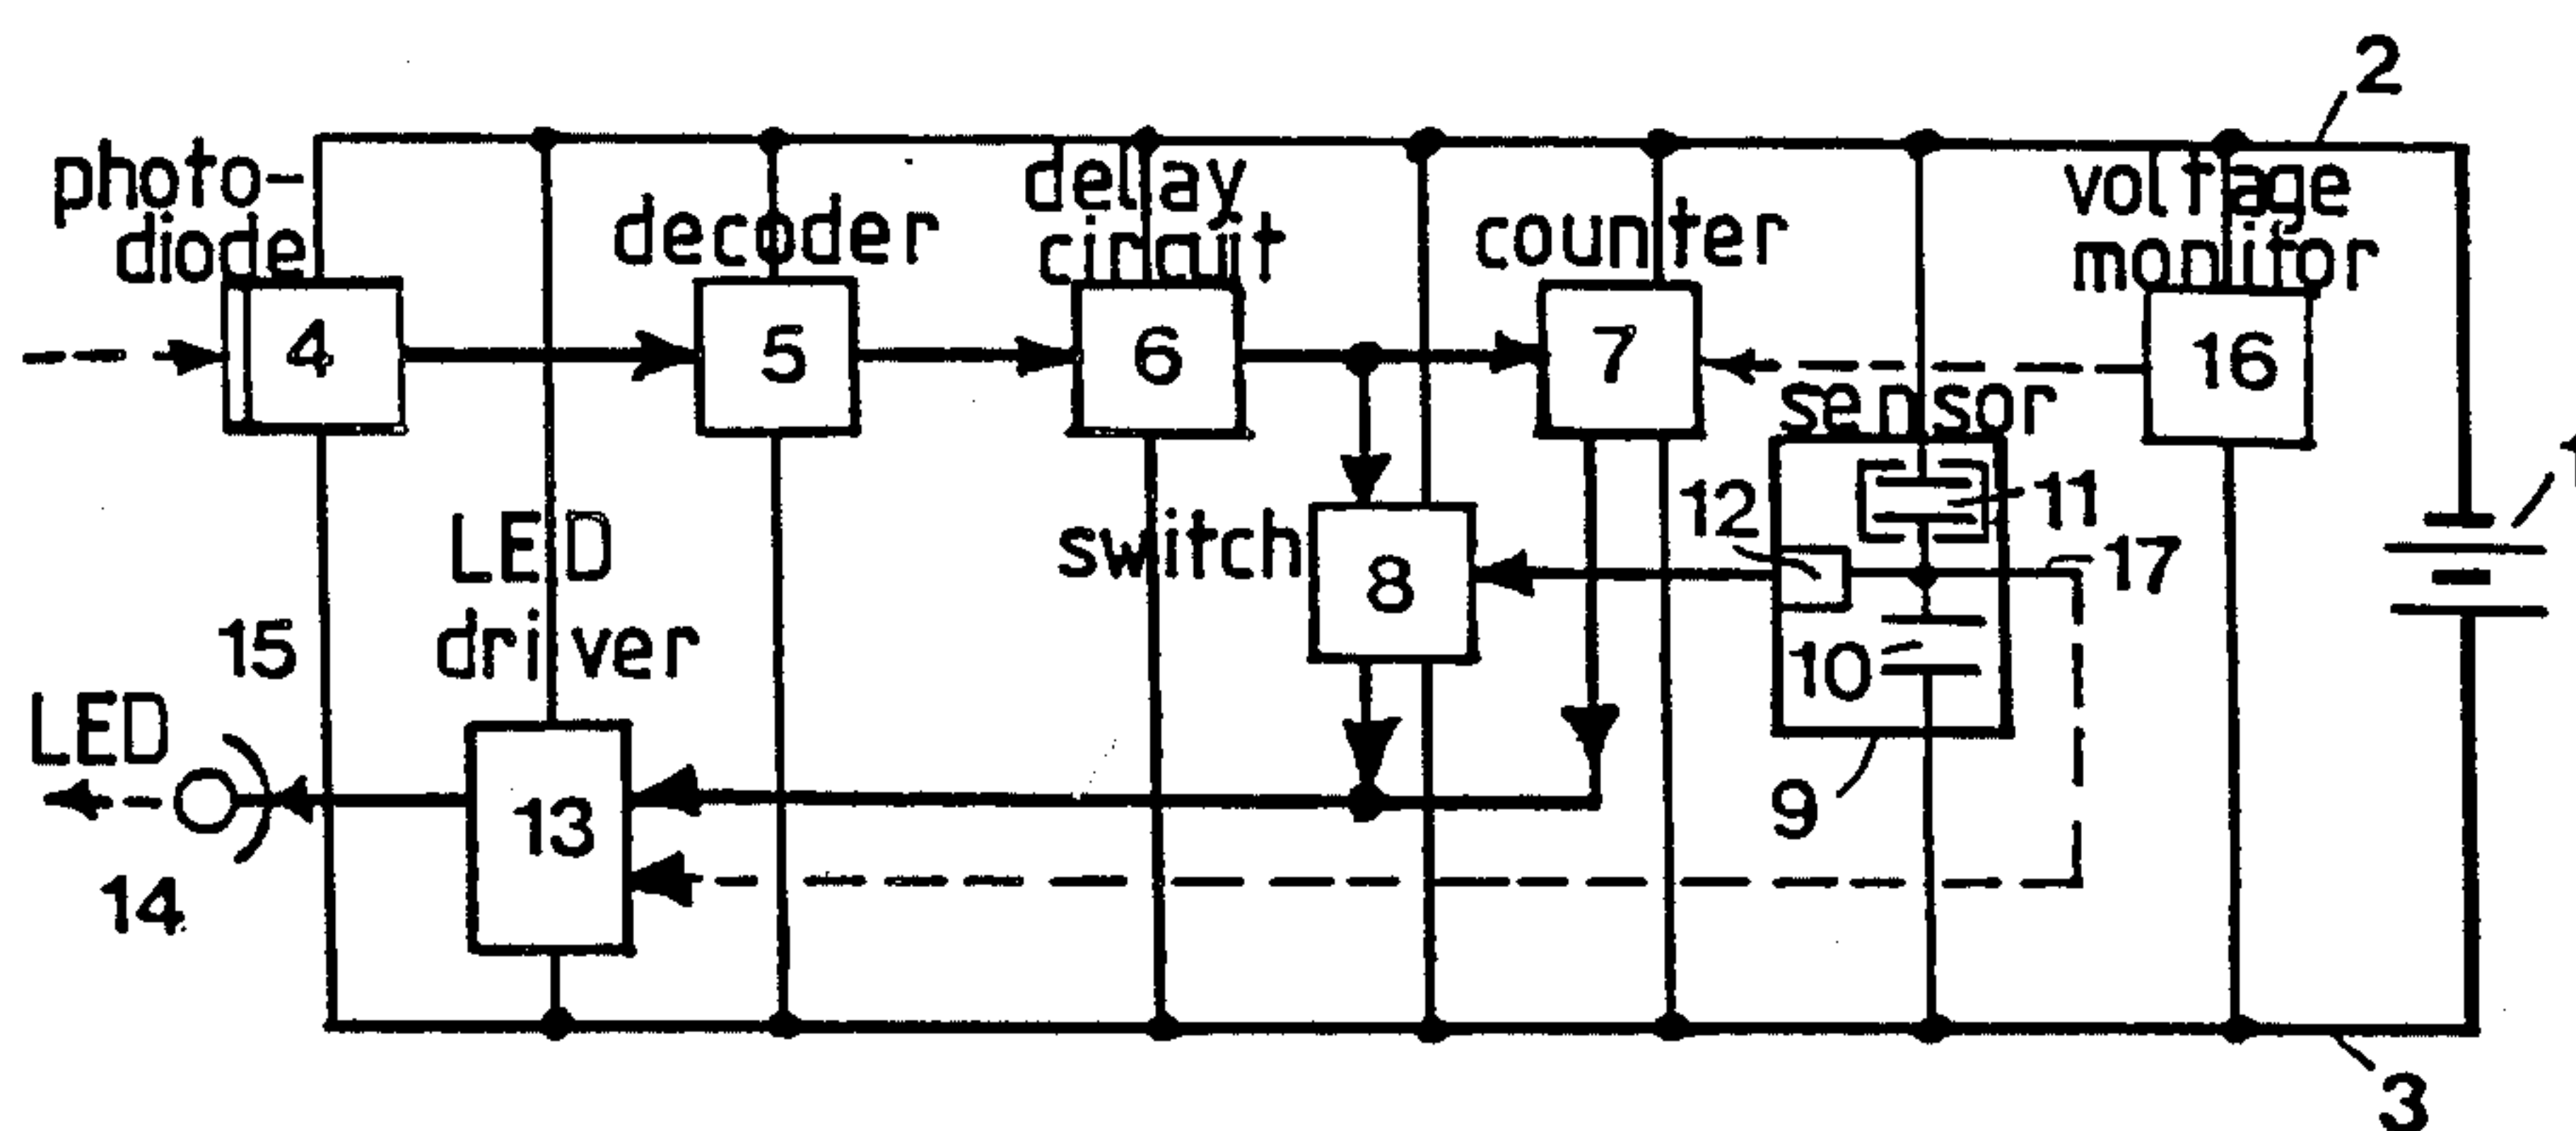 2
photo-
diode
decoder
delay
circuit
counter
voltage
monitor
4
5
6
7
16
sensor
1
12
11
switch
8
17
LED
driver
10
15
LED
13
9
14
3